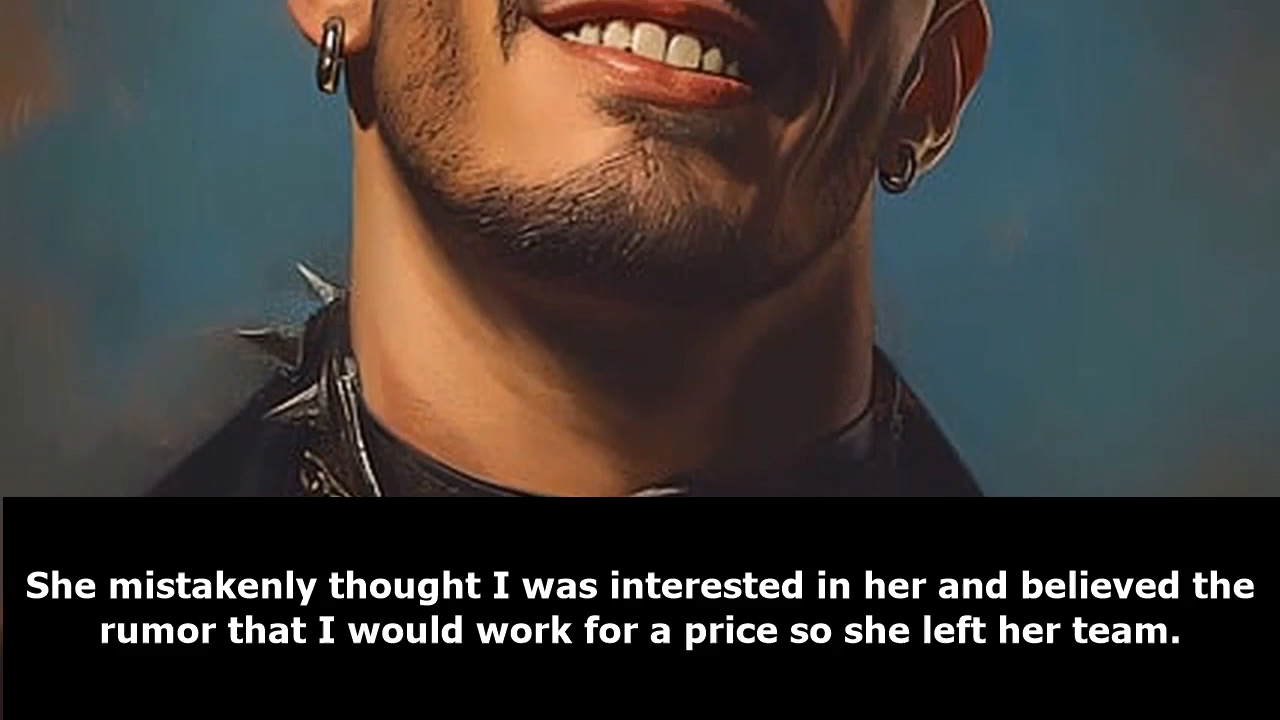 She mistakenly thought I was interested in her and believed the
rumor that I would work for a price so she left her team.